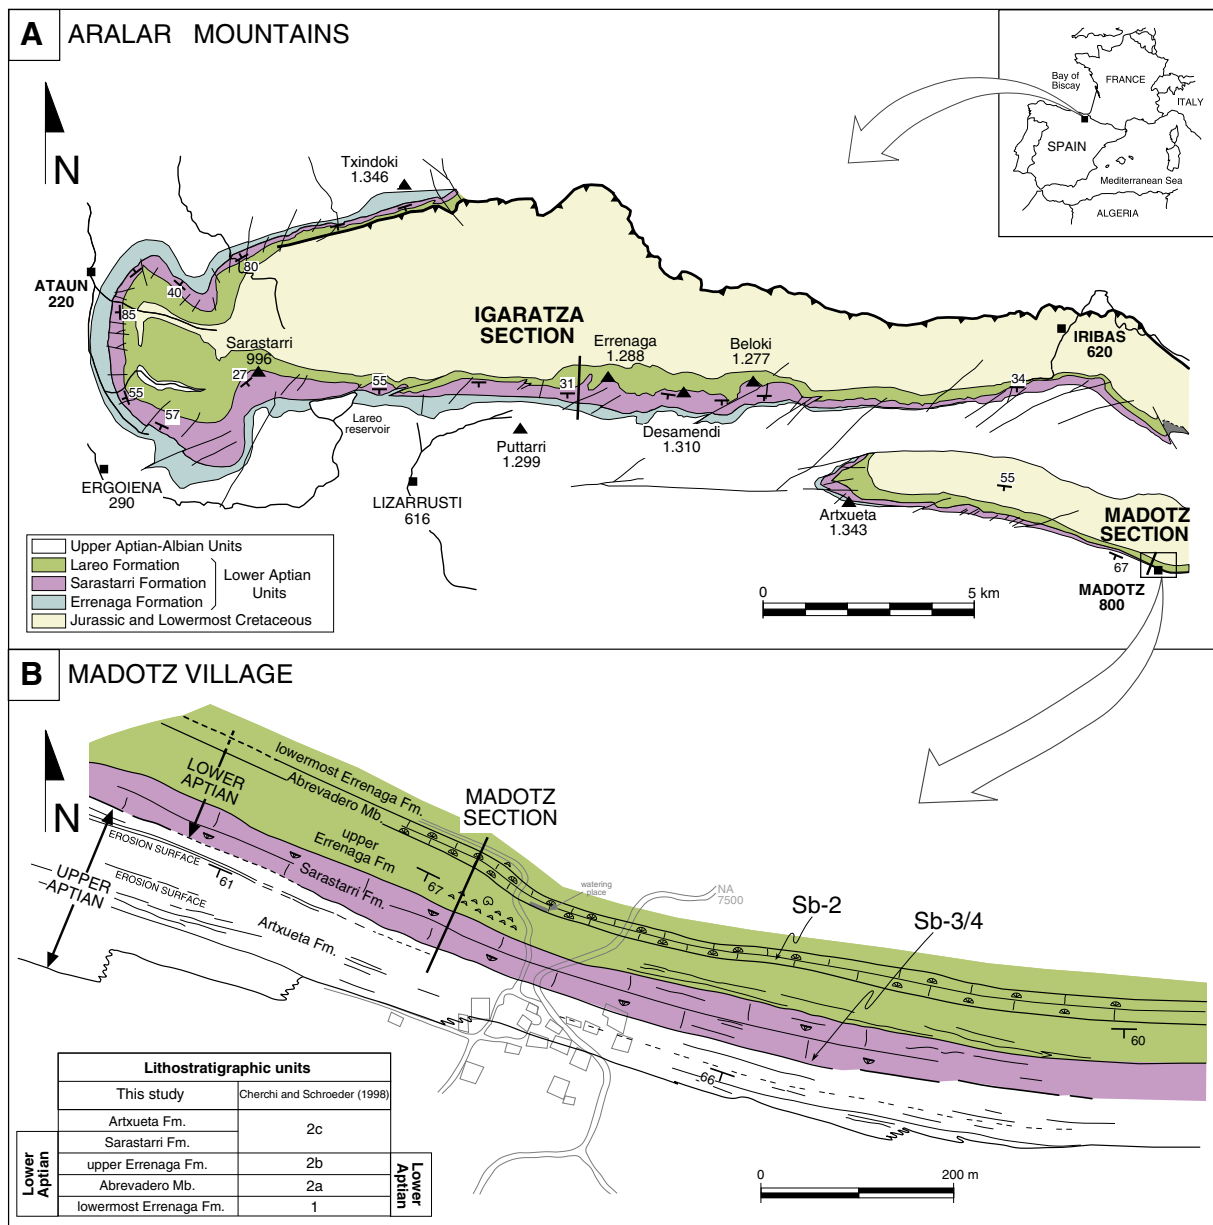 A ARALAR MOUNTAINS
N
Bay of
Biscay
FRANCE
ITALY
SPAIN
Mediterranean Sea
ALGERIA
Txindoki
1.346
80
40
ATAUN
220
85
Sarastarri
996
27
55
57
55
Lareo
reservoir
IGARATZA
SECTION
31
Errenaga
1.288
Beloki
1.277
IRIBAS
620
34
Puttarri
1.299
Desamendi
1.310
ERGOIENA
290
LIZARRUSTI
616
Artxueta
1.343
55
MADOTZ
SECTION
67
MADOTZ
800
Upper Aptian-Albian Units
Lareo Formation
Sarastarri Formation
Errenaga Formation
Lower Aptian
Units
Jurassic and Lowermost Cretaceous
0
5 km
B MADOTZ VILLAGE
N
lowermost Errenaga Fm.
Abrevadero Mb.
LOWER
APTIAN
upper
Errenaga Fm
MADOTZ
SECTION
EROSION SURFACE
EROSION SURFACE
61
Sarastarri Fm.
67
watering
place
NA
7500
Sb-2
Sb-3/4
UPPER
APTIAN
Artxueta Fm.
60
66
Lithostratigraphic units
This study
Cherchi and Schroeder (1998)
Artxueta Fm.
2c
Sarastarri Fm.
upper Errenaga Fm.
2b
Abrevadero Mb.
2a
lowermost Errenaga Fm.
1
Lower
Aptian
Lower
Aptian
0
200 m